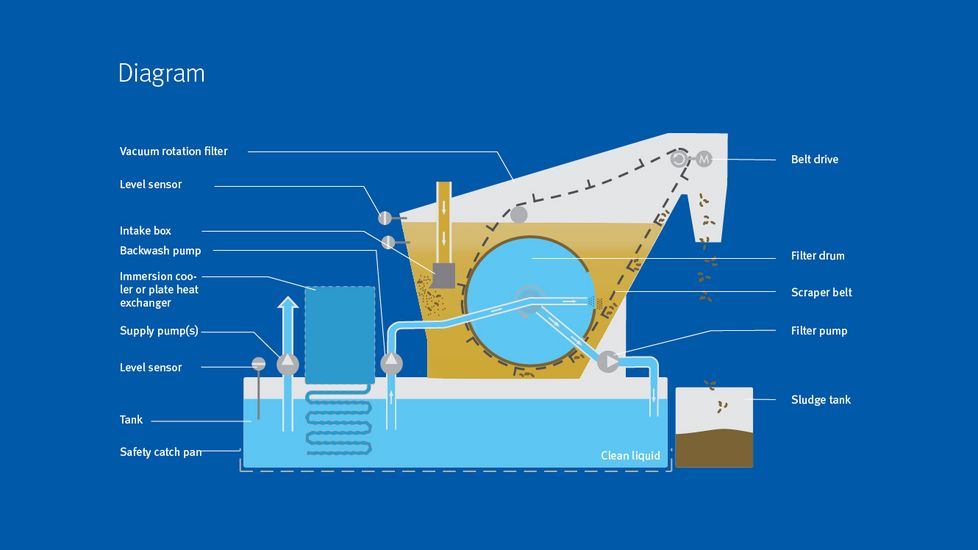 Diagram
Vacuum rotation filter
Level sensor
Intake box
Backwash pump
Immersion coo-
ler or plate heat
exchanger
Supply pump(s)
Level sensor
Tank
Safety catch pan
M
Belt drive
Filter drum
Scraper belt
Filter pump
Sludge tank
Clean liquid